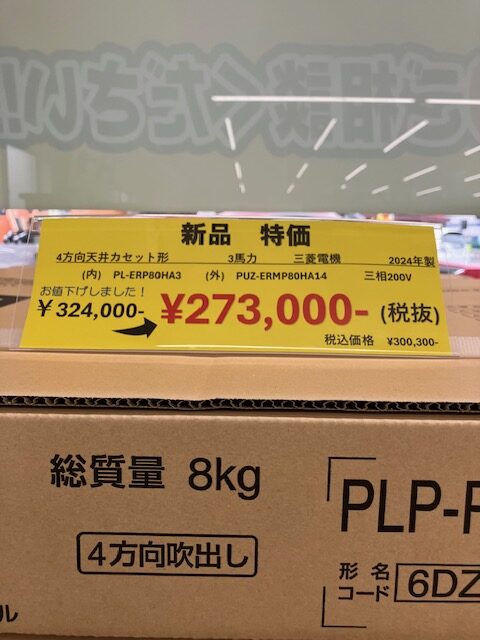 新品 特価
4方向天井カセット形 3馬力 三菱電機 2024年製
(内) PL-ERP80HA3 (外) PUZ-ERMP80HA14 三相200V
お値下げしました！
￥324,000- ¥273,000- (税抜)
税込価格 ¥300,300-
総質量 8kg
PLP-P
4方向吹出し
形名コード 6DZ
ル